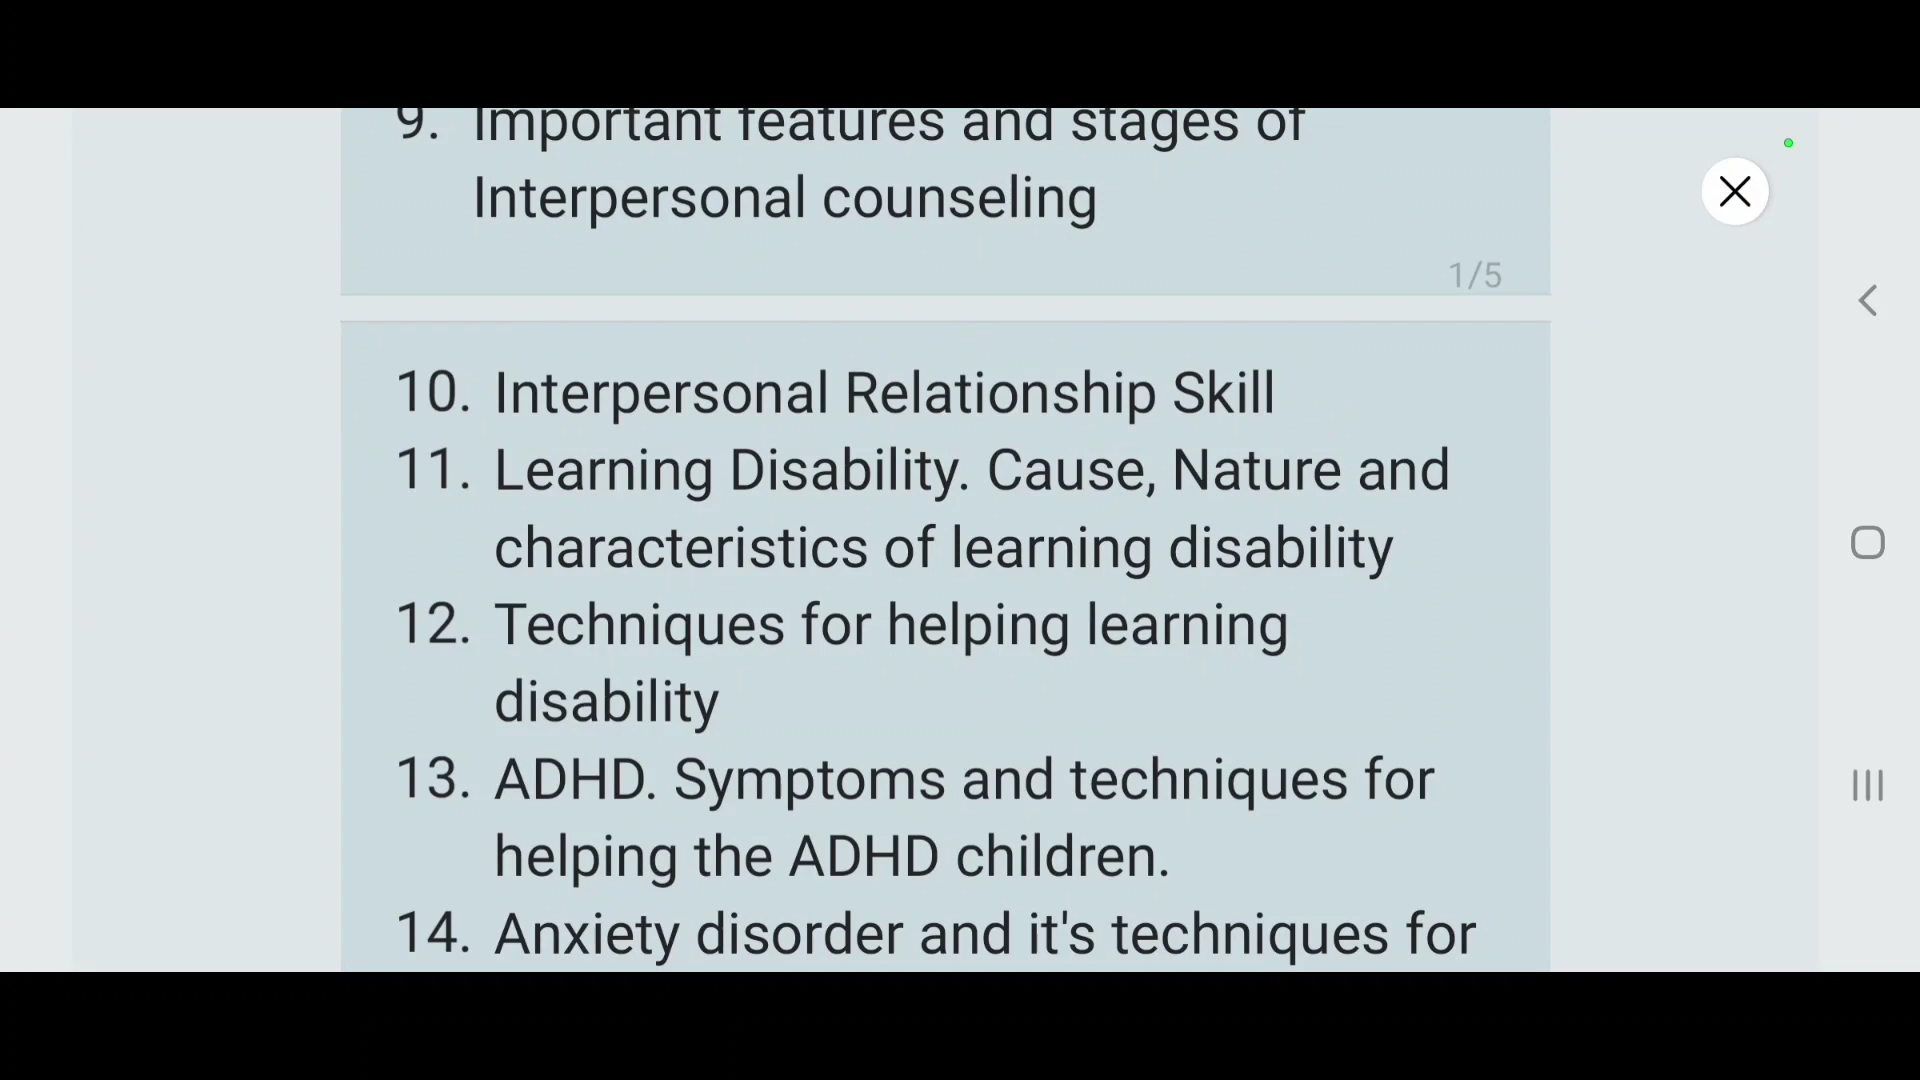 9. Important features and stages of
Interpersonal counseling
1/5
10. Interpersonal Relationship Skill
11. Learning Disability. Cause, Nature and
characteristics of learning disability
12. Techniques for helping learning
disability
13. ADHD. Symptoms and techniques for
helping the ADHD children.
14. Anxiety disorder and it's techniques for